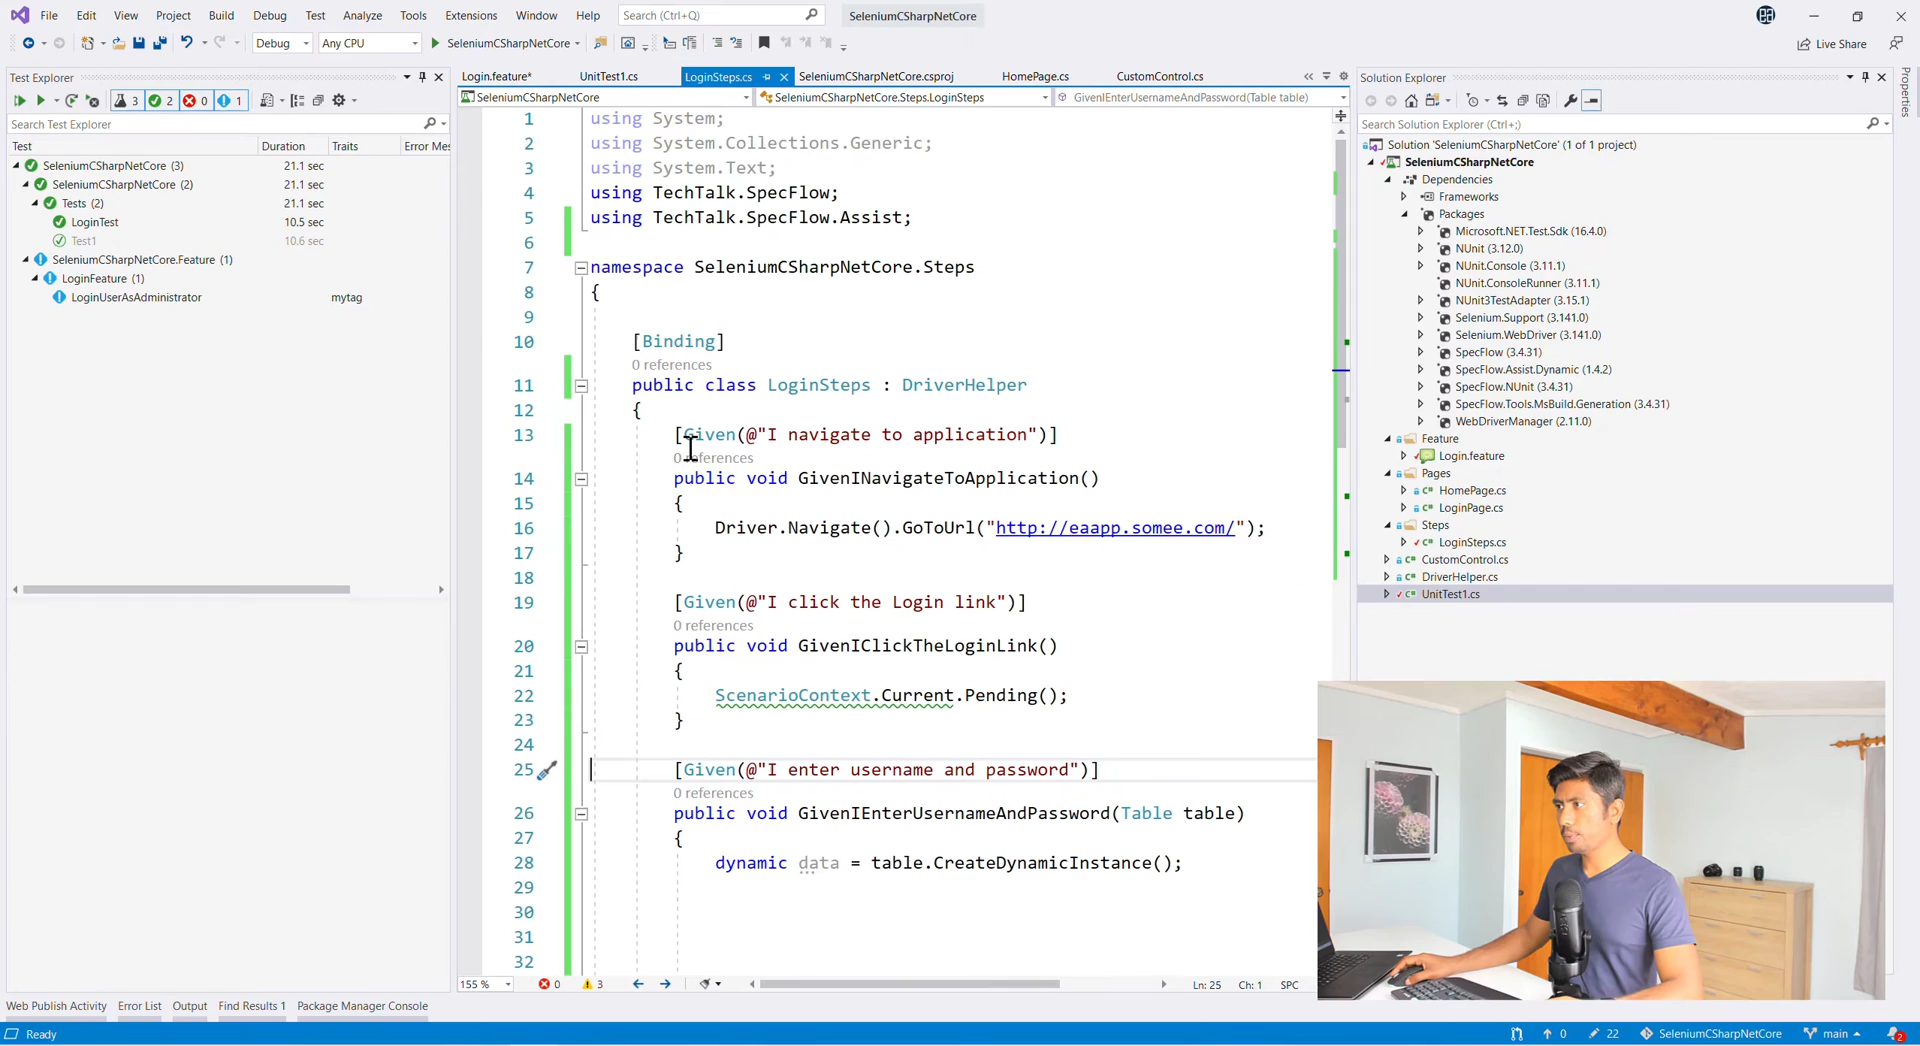 File Edit View Project Build Debug Test Analyze Tools Extensions Window Help Search (Ctrl+Q) SeleniumCSharpNetCore
Debug Any CPU SeleniumCSharpNetCore Live Share
Test Explorer
3 2 0 1
Search Test Explorer
Test Duration Traits Error Mes
SeleniumCSharpNetCore (3) 21.1 sec
SeleniumCSharpNetCore (2) 21.1 sec
Tests (2) 21.1 sec
LoginTest 10.5 sec
Test1 10.6 sec
SeleniumCSharpNetCore.Feature (1)
LoginFeature (1)
LoginUserAsAdministrator mytag
Login.feature* UnitTest1.cs LoginSteps.cs SeleniumCSharpNetCore.csproj HomePage.cs CustomControl.cs
SeleniumCSharpNetCore SeleniumCSharpNetCore.Steps.LoginSteps GivenIEnterUsernameAndPassword(Table table)
1 using System;
2 using System.Collections.Generic;
3 using System.Text;
4 using TechTalk.SpecFlow;
5 using TechTalk.SpecFlow.Assist;
6
7 namespace SeleniumCSharpNetCore.Steps
8 {
9
10 [Binding]
0 references
11 public class LoginSteps : DriverHelper
12 {
13 [Given(@"I navigate to application")]
0 references
14 public void GivenINavigateToApplication()
15 {
16 Driver.Navigate().GoToUrl("http://eaapp.somee.com/");
17 }
18
19 [Given(@"I click the Login link")]
0 references
20 public void GivenIClickTheLoginLink()
21 {
22 ScenarioContext.Current.Pending();
23 }
24
25 [Given(@"I enter username and password")]
0 references
26 public void GivenIEnterUsernameAndPassword(Table table)
27 {
28 dynamic data = table.CreateDynamicInstance();
29
30
31
32
155 % 0 3 Ln: 25 Ch: 1 SPC
Solution Explorer
Search Solution Explorer (Ctrl+;)
Solution 'SeleniumCSharpNetCore' (1 of 1 project)
SeleniumCSharpNetCore
Dependencies
Frameworks
Packages
Microsoft.NET.Test.Sdk (16.4.0)
NUnit (3.12.0)
NUnit.Console (3.11.1)
NUnit.ConsoleRunner (3.11.1)
NUnit3TestAdapter (3.15.1)
Selenium.Support (3.141.0)
Selenium.WebDriver (3.141.0)
SpecFlow (3.4.31)
SpecFlow.Assist.Dynamic (1.4.2)
SpecFlow.NUnit (3.4.31)
SpecFlow.Tools.MsBuild.Generation (3.4.31)
WebDriverManager (2.11.0)
Feature
Login.feature
Pages
HomePage.cs
LoginPage.cs
Steps
LoginSteps.cs
CustomControl.cs
DriverHelper.cs
UnitTest1.cs
Properties
Web Publish Activity Error List Output Find Results 1 Package Manager Console
Ready 0 22 SeleniumCSharpNetCore main 2